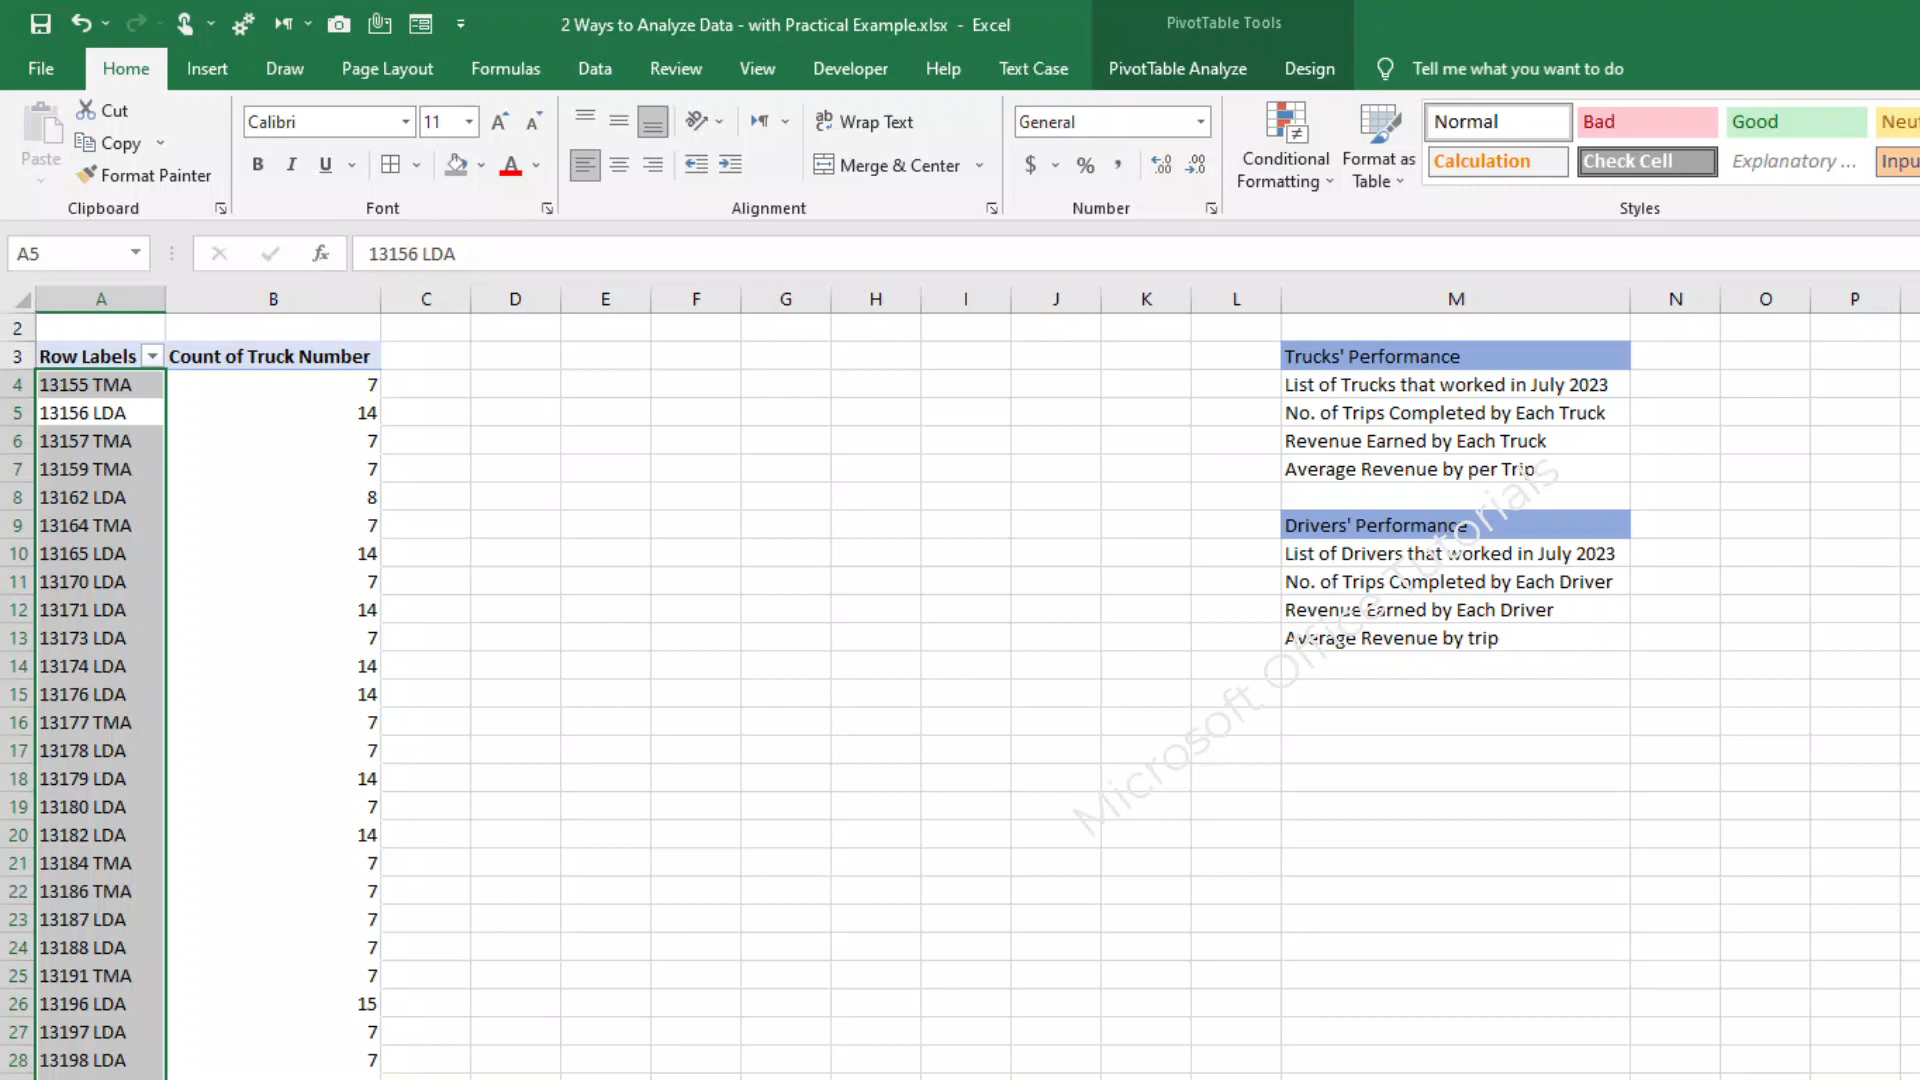 2 Ways to Analyze Data - with Practical Example.xlsx - Excel
PivotTable Tools
File Home Insert Draw Page Layout Formulas Data Review View Developer Help Text Case PivotTable Analyze Design Tell me what you want to do
Paste
Cut
Copy
Format Painter
Clipboard
Calibri 11
B I U
Font
Wrap Text
Merge & Center
Alignment
General
$ % ,
Number
Conditional Formatting
Format as Table
Normal Bad Good Neut
Calculation Check Cell Explanatory ... Inpu
Styles
A5 fx 13156 LDA
A B C D E F G H I J K L M N O P
2
3 Row Labels Count of Truck Number Trucks' Performance
4 13155 TMA 7 List of Trucks that worked in July 2023
5 13156 LDA 14 No. of Trips Completed by Each Truck
6 13157 TMA 7 Revenue Earned by Each Truck
7 13159 TMA 7 Average Revenue by per Trip
8 13162 LDA 8
9 13164 TMA 7 Drivers' Performance
10 13165 LDA 14 List of Drivers that worked in July 2023
11 13170 LDA 7 No. of Trips Completed by Each Driver
12 13171 LDA 14 Revenue Earned by Each Driver
13 13173 LDA 7 Average Revenue by trip
14 13174 LDA 14
15 13176 LDA 14
16 13177 TMA 7
17 13178 LDA 7
18 13179 LDA 14
19 13180 LDA 7
20 13182 LDA 14
21 13184 TMA 7
22 13186 TMA 7
23 13187 LDA 7
24 13188 LDA 7
25 13191 TMA 7
26 13196 LDA 15
27 13197 LDA 7
28 13198 LDA 7
Microsoft Office Tutorials